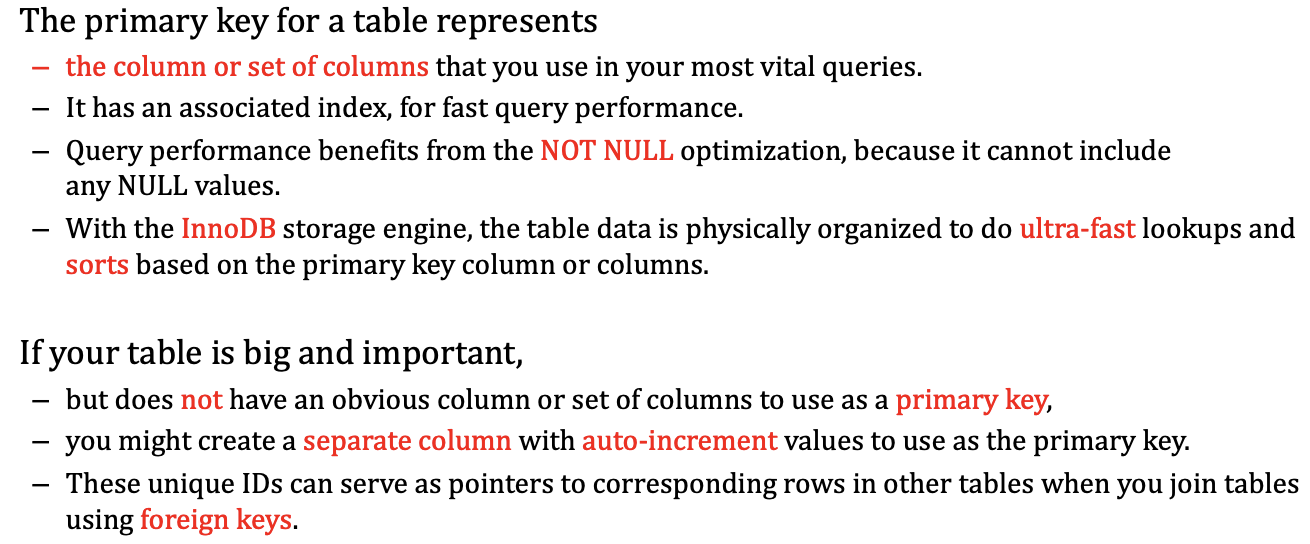 The primary key for a table represents
– the column or set of columns that you use in your most vital queries.
– It has an associated index, for fast query performance.
– Query performance benefits from the NOT NULL optimization, because it cannot include
any NULL values.
– With the InnoDB storage engine, the table data is physically organized to do ultra-fast lookups and
sorts based on the primary key column or columns.
If your table is big and important,
– but does not have an obvious column or set of columns to use as a primary key,
– you might create a separate column with auto-increment values to use as the primary key.
– These unique IDs can serve as pointers to corresponding rows in other tables when you join tables
using foreign keys.